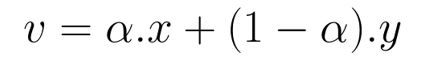 v = α.x + (1 − α).y